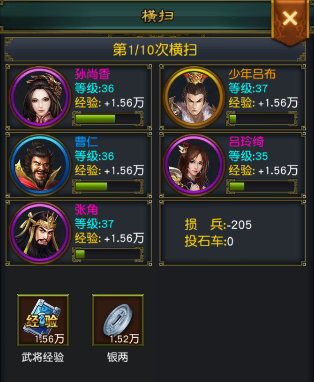 橫扫
第1/10次横扫
孙尚香
等级:36
经验: +1.56万
少年吕布
等级:37
经验: +1.56万
曹仁
等级:36
经验: +1.56万
吕玲绮
等级:35
经验: +1.56万
张角
等级:37
经验: +1.56万
损 兵:-205
投石车:0
经验
1.56万
武将经验
1.52万
银两